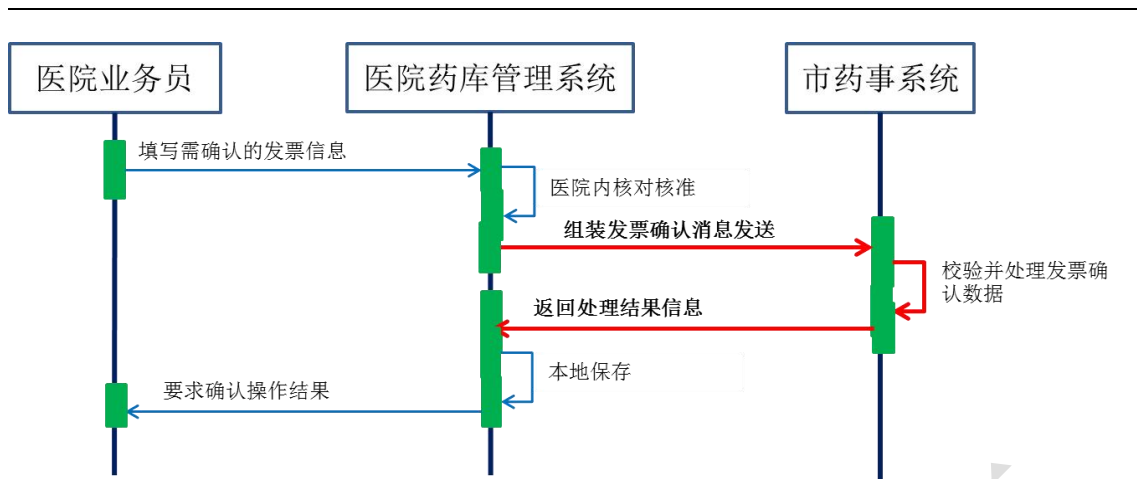 医院业务员
医院药库管理系统
市药事系统
填写需确认的发票信息
医院内核对核准
组装发票确认消息发送
校验并处理发票确
认数据
返回处理结果信息
本地保存
要求确认操作结果